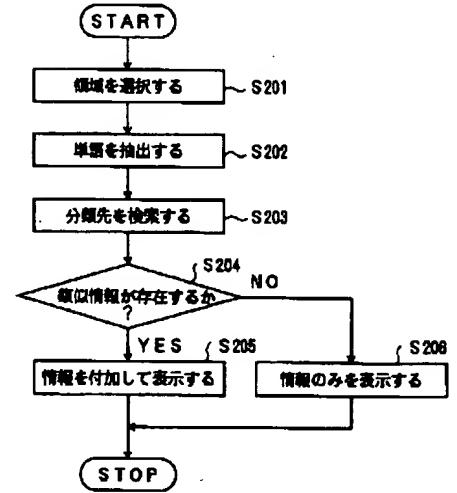 START
領域を選択する
S201
単語を抽出する
S202
分類先を検索する
S203
S204
類似情報が存在するか
?
NO
YES
S205
S206
情報を付加して表示する
情報のみを表示する
STOP